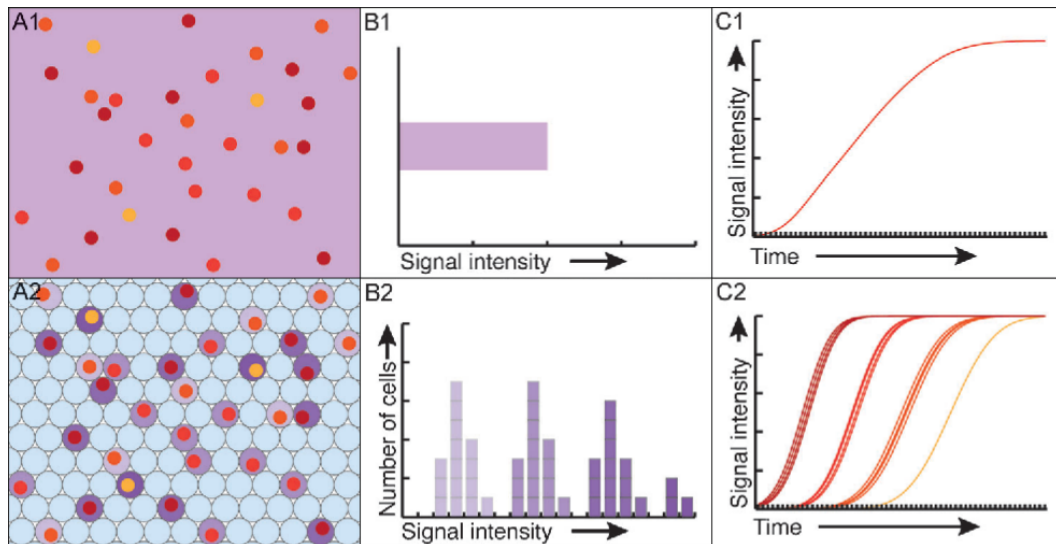 A1
B1
Signal intensity
C1
Signal intensity
Time
A2
B2
Number of cells
Signal intensity
C2
Signal intensity
Time